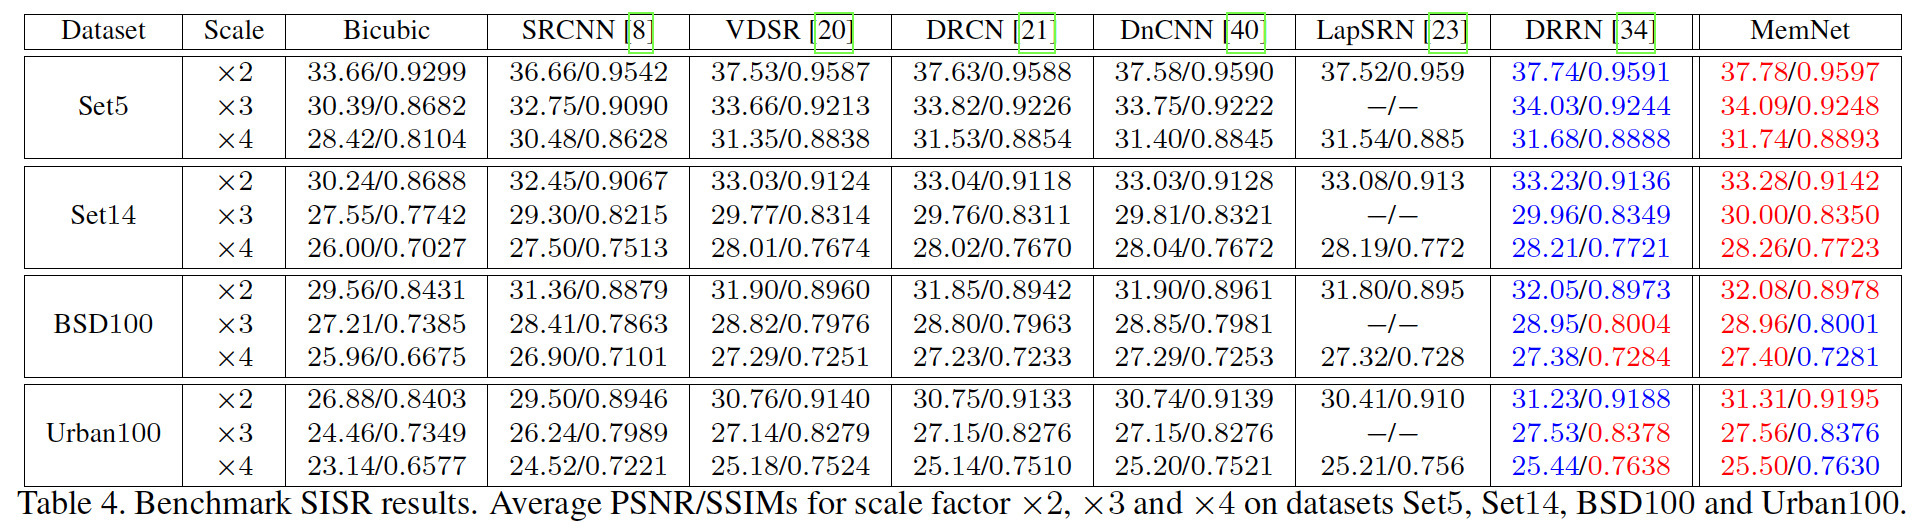 Dataset Scale Bicubic SRCNN [8] VDSR [20] DRCN [21] DnCNN [40] LapSRN [23] DRRN [34] MemNet
×2 33.66/0.9299 36.66/0.9542 37.53/0.9587 37.63/0.9588 37.58/0.9590 37.52/0.959 37.74/0.9591 37.78/0.9597
Set5 ×3 30.39/0.8682 32.75/0.9090 33.66/0.9213 33.82/0.9226 33.75/0.9222 −/− 34.03/0.9244 34.09/0.9248
×4 28.42/0.8104 30.48/0.8628 31.35/0.8838 31.53/0.8854 31.40/0.8845 31.54/0.885 31.68/0.8888 31.74/0.8893
×2 30.24/0.8688 32.45/0.9067 33.03/0.9124 33.04/0.9118 33.03/0.9128 33.08/0.913 33.23/0.9136 33.28/0.9142
Set14 ×3 27.55/0.7742 29.30/0.8215 29.77/0.8314 29.76/0.8311 29.81/0.8321 −/− 29.96/0.8349 30.00/0.8350
×4 26.00/0.7027 27.50/0.7513 28.01/0.7674 28.02/0.7670 28.04/0.7672 28.19/0.772 28.21/0.7721 28.26/0.7723
×2 29.56/0.8431 31.36/0.8879 31.90/0.8960 31.85/0.8942 31.90/0.8961 31.80/0.895 32.05/0.8973 32.08/0.8978
BSD100 ×3 27.21/0.7385 28.41/0.7863 28.82/0.7976 28.80/0.7963 28.85/0.7981 −/− 28.95/0.8004 28.96/0.8001
×4 25.96/0.6675 26.90/0.7101 27.29/0.7251 27.23/0.7233 27.29/0.7253 27.32/0.728 27.38/0.7284 27.40/0.7281
×2 26.88/0.8403 29.50/0.8946 30.76/0.9140 30.75/0.9133 30.74/0.9139 30.41/0.910 31.23/0.9188 31.31/0.9195
Urban100 ×3 24.46/0.7349 26.24/0.7989 27.14/0.8279 27.15/0.8276 27.15/0.8276 −/− 27.53/0.8378 27.56/0.8376
×4 23.14/0.6577 24.52/0.7221 25.18/0.7524 25.14/0.7510 25.20/0.7521 25.21/0.756 25.44/0.7638 25.50/0.7630
Table 4. Benchmark SISR results. Average PSNR/SSIMs for scale factor ×2, ×3 and ×4 on datasets Set5, Set14, BSD100 and Urban100.